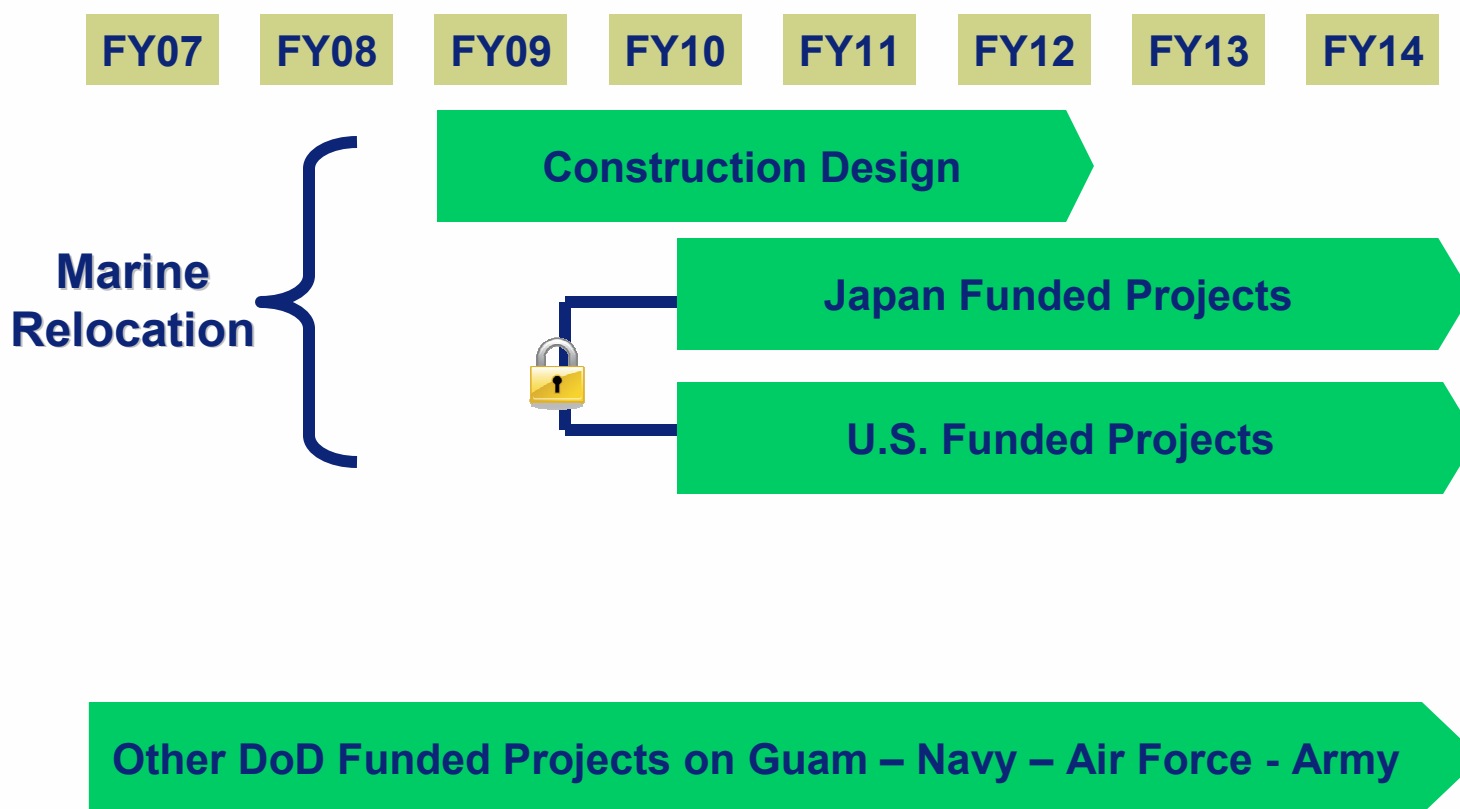 FY07 FY08 FY09 FY10 FY11 FY12 FY13 FY14
Construction Design
Marine
Relocation
Japan Funded Projects
U.S. Funded Projects
Other DoD Funded Projects on Guam – Navy – Air Force - Army